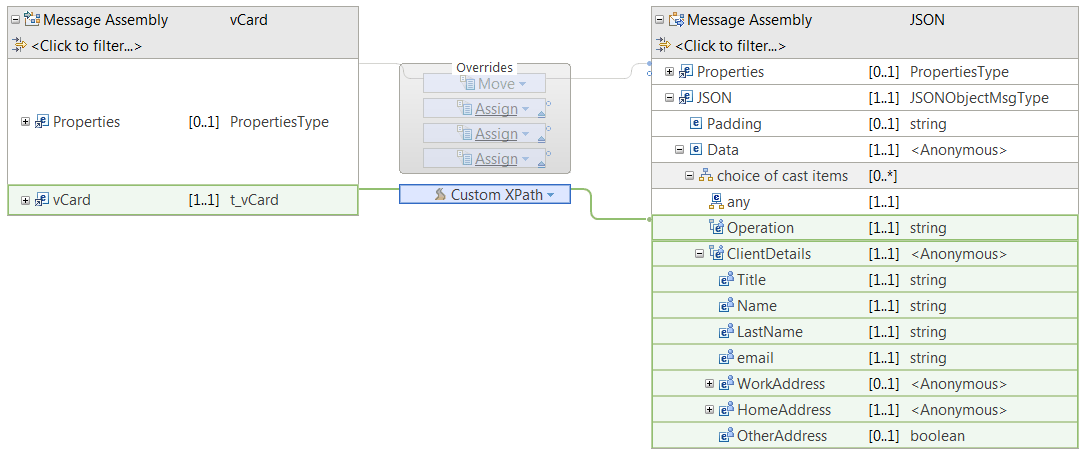 Message Assembly vCard
<Click to filter...>
Properties [0..1] PropertiesType
vCard [1..1] t_vCard
Overrides
Move
Assign
Assign
Assign
Custom XPath
Message Assembly JSON
<Click to filter...>
Properties [0..1] PropertiesType
JSON [1..1] JSONObjectMsgType
Padding [0..1] string
Data [1..1] <Anonymous>
choice of cast items [0..*]
any [1..1]
Operation [1..1] string
ClientDetails [1..1] <Anonymous>
Title [1..1] string
Name [1..1] string
LastName [1..1] string
email [1..1] string
WorkAddress [0..1] <Anonymous>
HomeAddress [1..1] <Anonymous>
OtherAddress [0..1] boolean